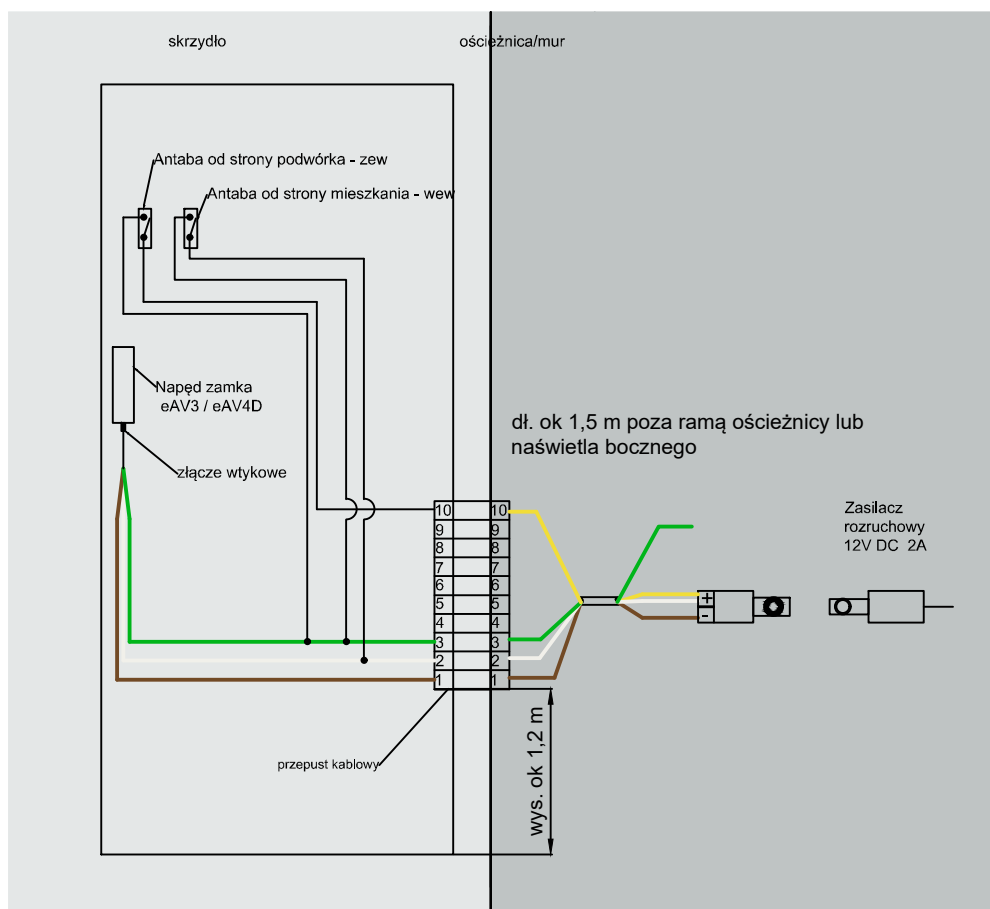 skrzydło
ościeżnica/mur
Antaba od strony podwórka - zew
Antaba od strony mieszkania - wew
Napęd zamka
eAV3 / eAV4D
złącze wtykowe
dł. ok 1,5 m poza ramą ościeżnicy lub
naświetla bocznego
Zasilacz
rozruchowy
12V DC 2A
10 10
9 9
8 8
7 7
6 6
5 5
4 4
3 3
2 2
1 1
+
-
przepust kablowy
wys. ok 1,2 m